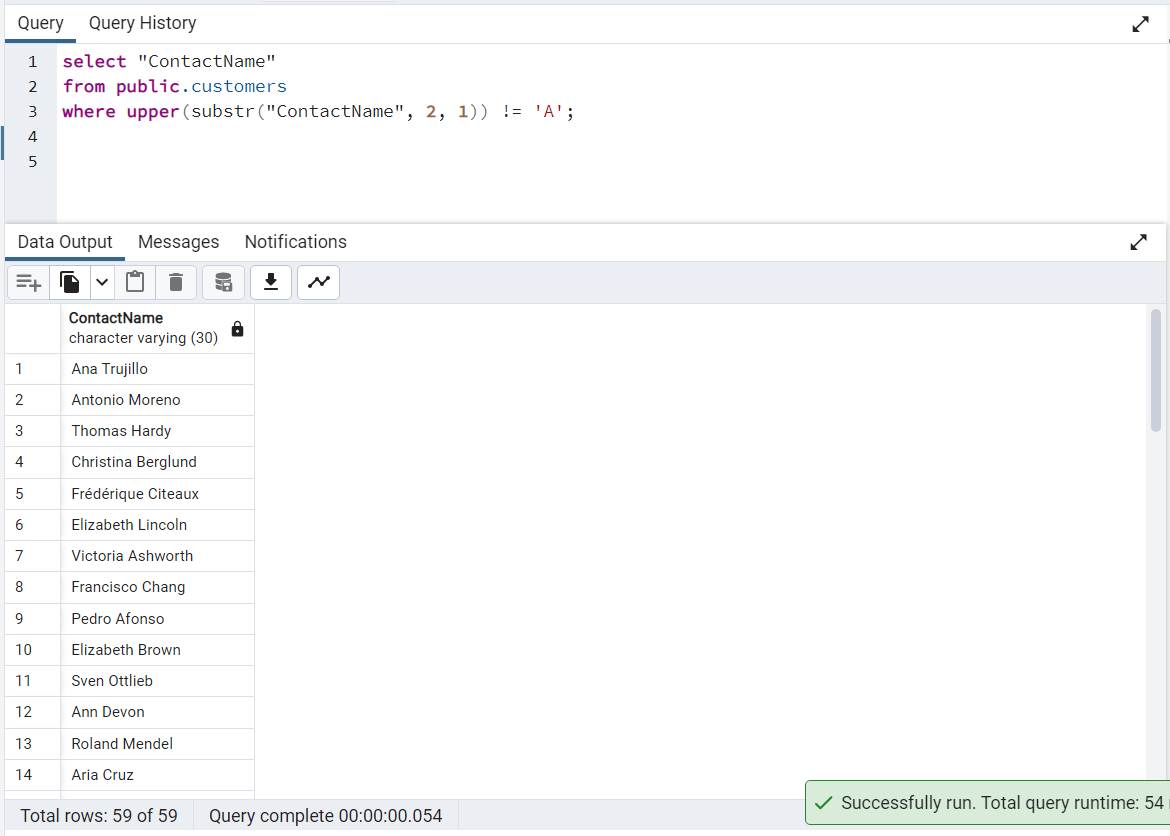 Query Query History
1 select "ContactName"
2 from public.customers
3 where upper(substr("ContactName", 2, 1)) != 'A';
4
5
Data Output Messages Notifications
ContactName
character varying (30)
1 Ana Trujillo
2 Antonio Moreno
3 Thomas Hardy
4 Christina Berglund
5 Frédérique Citeaux
6 Elizabeth Lincoln
7 Victoria Ashworth
8 Francisco Chang
9 Pedro Afonso
10 Elizabeth Brown
11 Sven Ottlieb
12 Ann Devon
13 Roland Mendel
14 Aria Cruz
Successfully run. Total query runtime: 54
Total rows: 59 of 59 Query complete 00:00:00.054